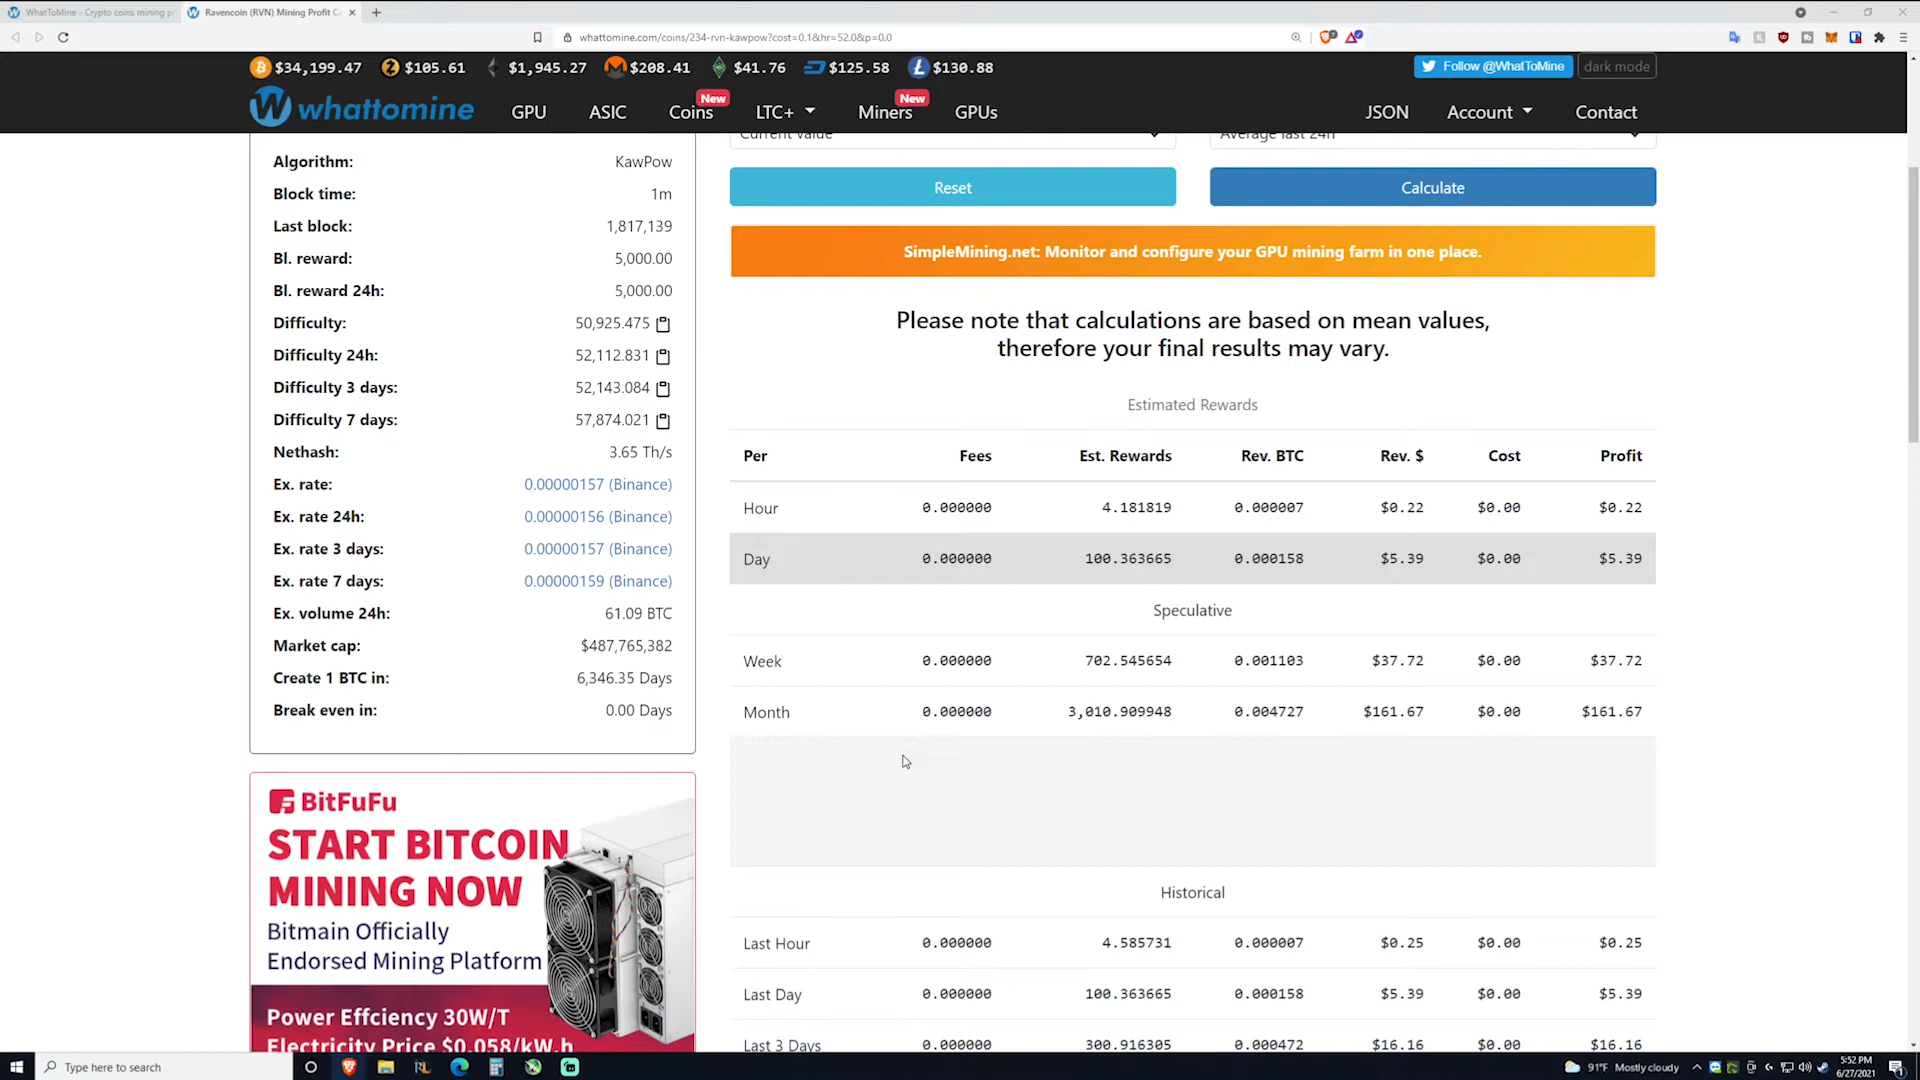 WhatToMine - Crypto coins mining p
Ravencoin (RVN) Mining Profit C
whattomine.com/coins/234-rvn-kawpow?cost=0.1&hr=52.0&p=0.0
$34,199.47 $105.61 $1,945.27 $208.41 $41.76 $125.58 $130.88
Follow @WhatToMine dark mode
whattomine GPU ASIC Coins New LTC+ Miners New GPUs JSON Account Contact
Current value Average last 24h
Algorithm: KawPow
Block time: 1m
Last block: 1,817,139
Bl. reward: 5,000.00
Bl. reward 24h: 5,000.00
Difficulty: 50,925.475
Difficulty 24h: 52,112.831
Difficulty 3 days: 52,143.084
Difficulty 7 days: 57,874.021
Nethash: 3.65 Th/s
Ex. rate: 0.00000157 (Binance)
Ex. rate 24h: 0.00000156 (Binance)
Ex. rate 3 days: 0.00000157 (Binance)
Ex. rate 7 days: 0.00000159 (Binance)
Ex. volume 24h: 61.09 BTC
Market cap: $487,765,382
Create 1 BTC in: 6,346.35 Days
Break even in: 0.00 Days
BitFuFu
START BITCOIN
MINING NOW
Bitmain Officially
Endorsed Mining Platform
Power Effciency 30W/T
Electricity Price $0.058/kW.h
Reset Calculate
SimpleMining.net: Monitor and configure your GPU mining farm in one place.
Please note that calculations are based on mean values,
therefore your final results may vary.
Estimated Rewards
Per Fees Est. Rewards Rev. BTC Rev. $ Cost Profit
Hour 0.000000 4.181819 0.000007 $0.22 $0.00 $0.22
Day 0.000000 100.363665 0.000158 $5.39 $0.00 $5.39
Speculative
Week 0.000000 702.545654 0.001103 $37.72 $0.00 $37.72
Month 0.000000 3,010.909948 0.004727 $161.67 $0.00 $161.67
Historical
Last Hour 0.000000 4.585731 0.000007 $0.25 $0.00 $0.25
Last Day 0.000000 100.363665 0.000158 $5.39 $0.00 $5.39
Last 3 Days 0.000000 300.916305 0.000472 $16.16 $0.00 $16.16
Type here to search
91°F Mostly cloudy
5:52 PM
6/27/2021